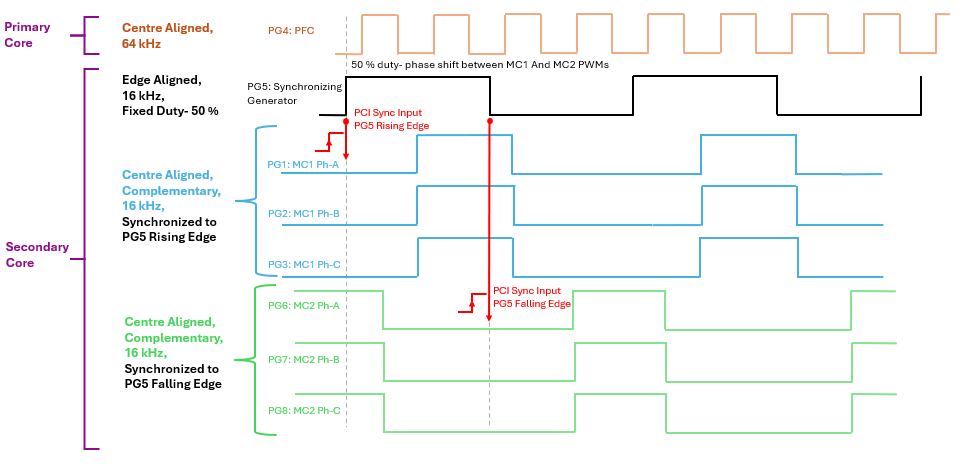 Primary
Core
Centre Aligned,
64 kHz
PG4: PFC
50 % duty- phase shift between MC1 And MC2 PWMs
Edge Aligned,
16 kHz,
Fixed Duty- 50 %
PG5: Synchronizing
Generator
PCI Sync Input
PG5 Rising Edge
Centre Aligned,
Complementary,
16 kHz,
Synchronized to
PG5 Rising Edge
PG1: MC1 Ph-A
PG2: MC1 Ph-B
PG3: MC1 Ph-C
Secondary
Core
PCI Sync Input
PG5 Falling Edge
Centre Aligned,
Complementary,
16 kHz,
Synchronized to
PG5 Falling Edge
PG6: MC2 Ph-A
PG7: MC2 Ph-B
PG8: MC2 Ph-C